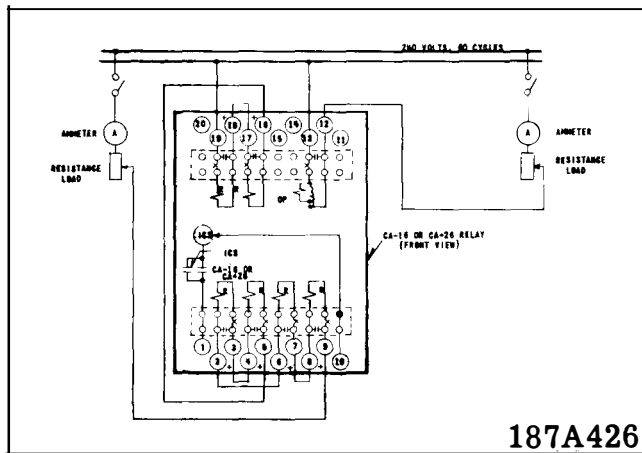 240 VOLTS, 60 CYCLES
20 18 + + 16 14 12
19 17 15 13 11
A AMMETER
A AMMETER
RESISTANCE LOAD
RESISTANCE LOAD
R R
OP
CA-16 OR CA-26 RELAY
(FRONT VIEW)
ICS
ICS
CA-16 OR
CA-26
R R R R
1 3 5 7 9
2 + 4 + 6 + 8 + 10
187A426